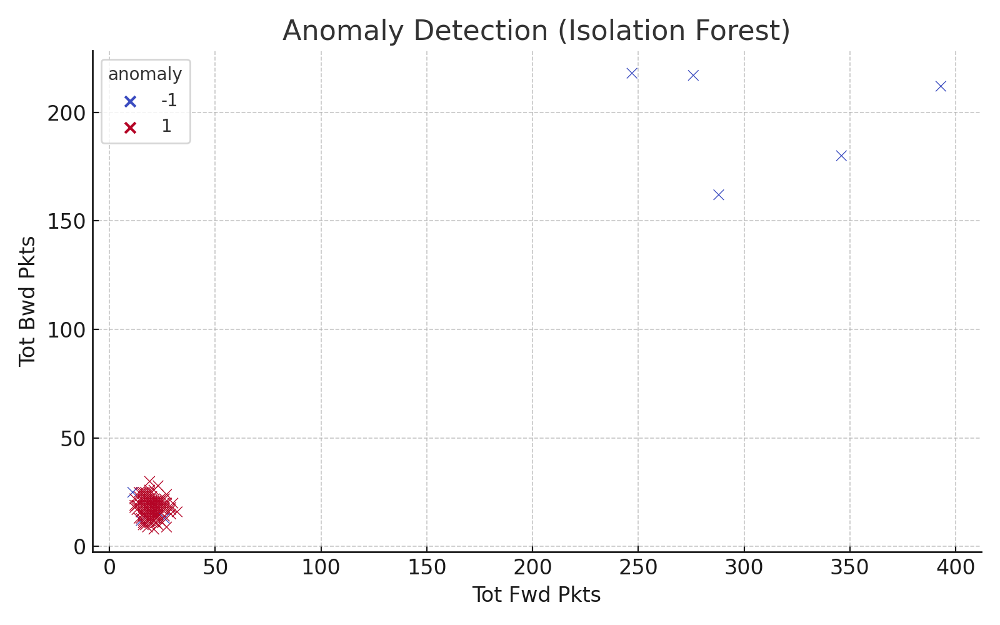 Anomaly Detection (Isolation Forest)
anomaly
-1
1
Tot Bwd Pkts
200
150
100
50
0
0 50 100 150 200 250 300 350 400
Tot Fwd Pkts